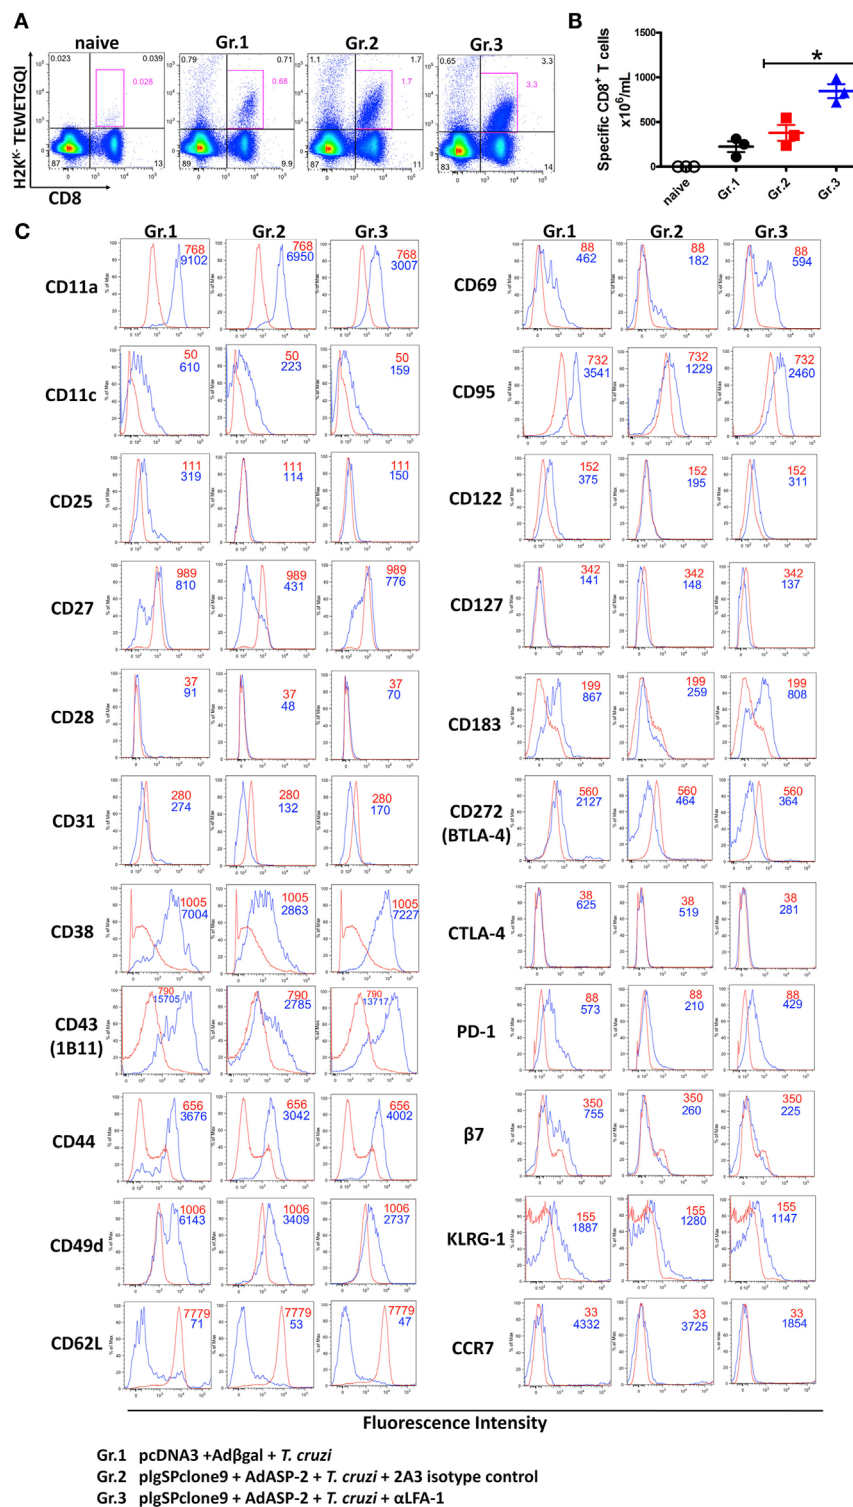 A
naive Gr.1 Gr.2 Gr.3
H2K^K- TEWETGQI
0.023 0.039 0.028 87 13
0.79 0.71 0.68 89 9.9
1.1 1.7 1.7 87 11
0.65 3.3 3.3 83 14
CD8
B
Specific CD8⁺ T cells
x10⁶/mL
1500
1000
500
0
*
naive Gr.1 Gr.2 Gr.3
C
Gr.1 Gr.2 Gr.3
CD11a
768 9102
768 6950
768 3007
CD11c
50 610
50 223
50 159
CD25
111 319
111 114
111 150
CD27
989 810
989 431
989 776
CD28
37 91
37 48
37 70
CD31
280 274
280 132
280 170
CD38
1005 7004
1005 2863
1005 7227
CD43
(1B11)
790 15705
790 2785
790 13717
CD44
656 3676
656 3042
656 4002
CD49d
1006 6143
1006 3409
1006 2737
CD62L
7779 71
7779 53
7779 47
Gr.1 Gr.2 Gr.3
CD69
88 462
88 182
88 594
CD95
732 3541
732 1229
732 2460
CD122
152 375
152 195
152 311
CD127
342 141
342 148
342 137
CD183
199 867
199 259
199 808
CD272
(BTLA-4)
560 2127
560 464
560 364
CTLA-4
38 625
38 519
38 281
PD-1
88 573
88 210
88 429
β7
350 755
350 260
350 225
KLRG-1
155 1887
155 1280
155 1147
CCR7
33 4332
33 3725
33 1854
Fluorescence Intensity
Gr.1 pcDNA3 +Adβgal + T. cruzi
Gr.2 pIgSPclone9 + AdASP-2 + T. cruzi + 2A3 isotype control
Gr.3 pIgSPclone9 + AdASP-2 + T. cruzi + αLFA-1